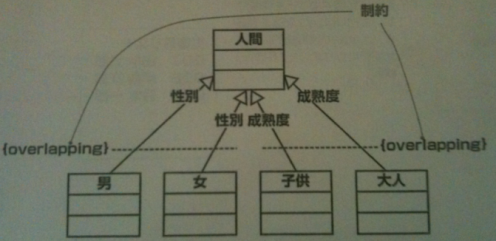 制約
人間
性別
成熟度
性別 成熟度
{overlapping}
{overlapping}
男
女
子供
大人